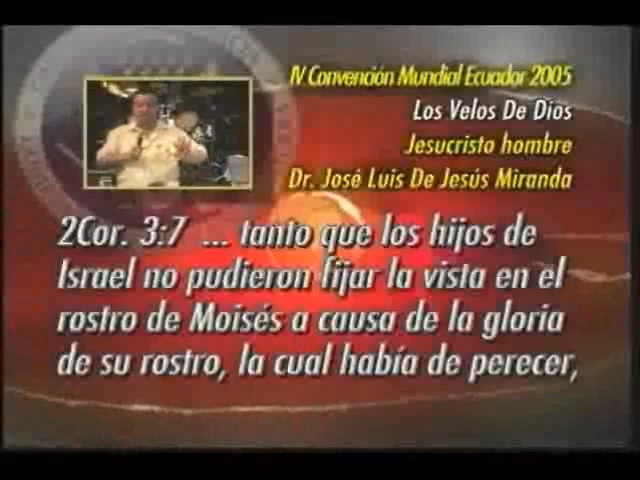 IV Convención Mundial Ecuador 2005
Los Velos De Dios
Jesucristo hombre
Dr. José Luis De Jesús Miranda
2Cor. 3:7 ... tanto que los hijos de
Israel no pudieron fijar la vista en el
rostro de Moisés a causa de la gloria
de su rostro, la cual había de perecer,